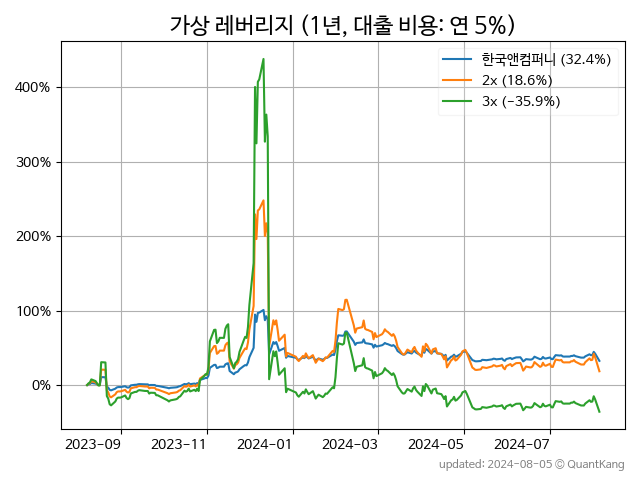 가상 레버리지 (1년, 대출 비용: 연 5%)
한국앤컴퍼니 (32.4%)
2x (18.6%)
3x (−35.9%)
400%
300%
200%
100%
0%
2023-09 2023-11 2024-01 2024-03 2024-05 2024-07
updated: 2024-08-05 © QuantKang